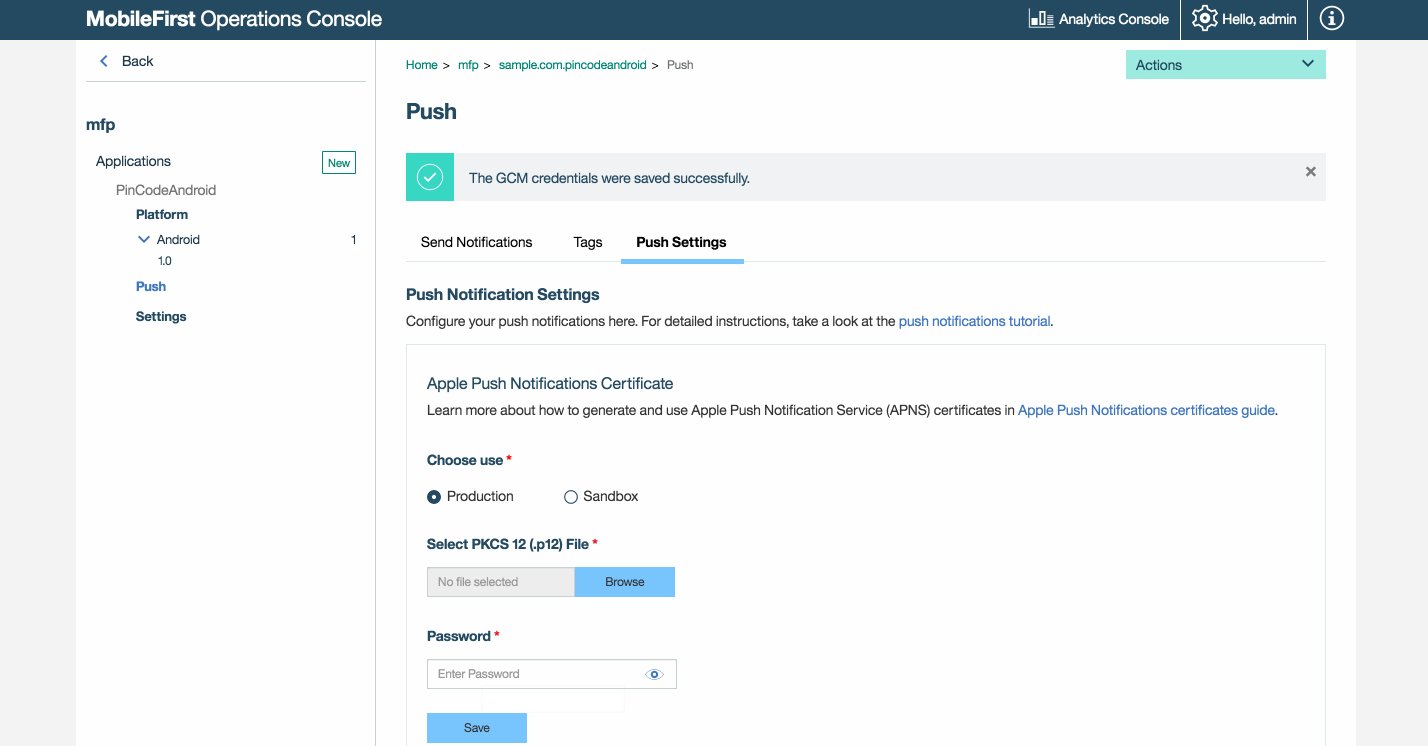 MobileFirst Operations Console
Analytics Console
Hello, admin
Back
mfp
Applications
New
PinCodeAndroid
Platform
Android 1
1.0
Push
Settings
Home > mfp > sample.com.pincodeandroid > Push
Actions
Push
The GCM credentials were saved successfully.
Send Notifications
Tags
Push Settings
Push Notification Settings
Configure your push notifications here. For detailed instructions, take a look at the push notifications tutorial.
Apple Push Notifications Certificate
Learn more about how to generate and use Apple Push Notification Service (APNS) certificates in Apple Push Notifications certificates guide.
Choose use *
Production
Sandbox
Select PKCS 12 (.p12) File *
No file selected
Browse
Password *
Enter Password
Save